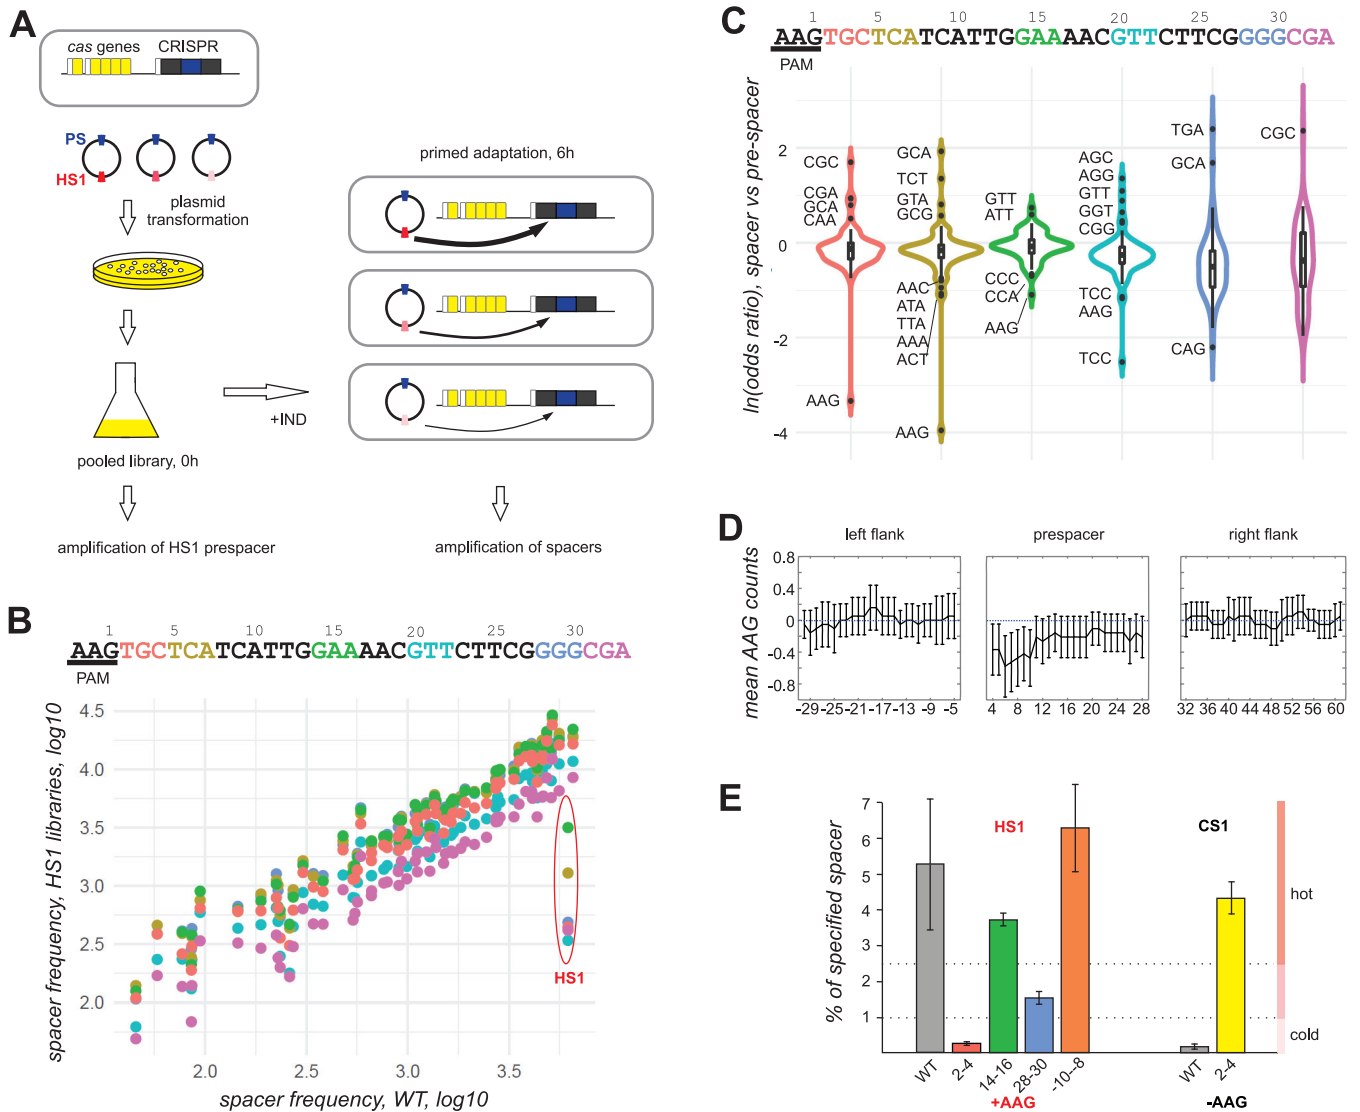 A
cas genes
CRISPR
PS
HS1
plasmid
transformation
pooled library, 0h
amplification of HS1 prespacer
+IND
primed adaptation, 6h
amplification of spacers
B
1 5 10 15 20 25 30
AAGTGCTCATCATTGGAAAACGTTCTTCGGGGCGA
PAM
spacer frequency, HS1 libraries, log10
4.5
4.0
3.5
3.0
2.5
2.0
HS1
2.0 2.5 3.0 3.5
spacer frequency, WT, log10
C
1 5 10 15 20 25 30
AAGTGCTCATCATTGGAAAACGTTCTTCGGGGCGA
PAM
ln(odds ratio), spacer vs pre-spacer
2
0
-2
-4
CGC
CGA
GCA
CAA
AAG
GCA
TCT
GTA
GCG
AAC
ATA
TTA
AAA
ACT
AAG
GTT
ATT
CCC
CCA
AAG
AGC
AGG
GTT
GGT
CGG
TCC
AAG
TCC
TGA
GCA
CAG
CGC
D
left flank
prespacer
right flank
mean AAG counts
0.8
0.4
0
-0.4
-0.8
-29 -25 -21 -17 -13 -9 -5
4 8 12 16 20 24 28
32 36 40 44 48 52 56 60
E
% of specified spacer
7
6
5
4
3
2
1
HS1
CS1
hot
cold
WT
2-4
14-16
28-30
-10--8
WT
2-4
+AAG
-AAG